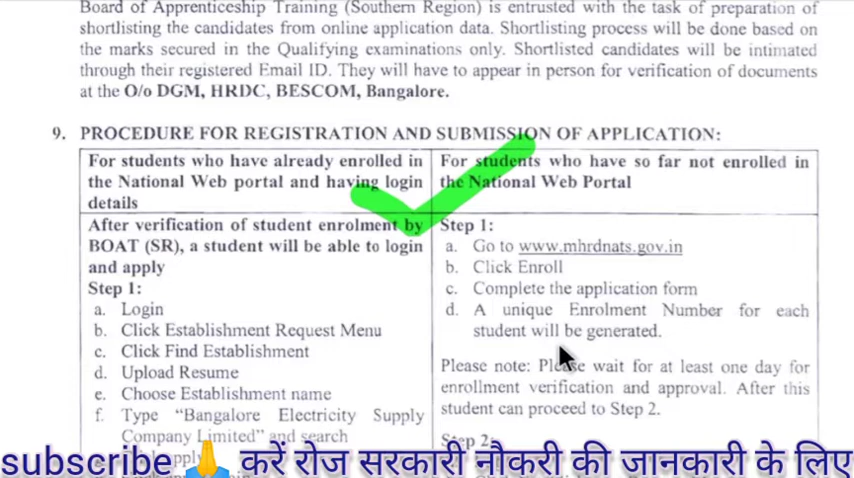 Board of Apprenticeship Training (Southern Region) is entrusted with the task of preparation of
shortlisting the candidates from online application data. Shortlisting process will be done based on
the marks secured in the Qualifying examinations only. Shortlisted candidates will be intimated
through their registered Email ID. They will have to appear in person for verification of documents
at the O/o DGM, HRDC, BESCOM, Bangalore.
9. PROCEDURE FOR REGISTRATION AND SUBMISSION OF APPLICATION:
For students who have already enrolled in
the National Web portal and having login
details
For students who have so far not enrolled in
the National Web Portal
After verification of student enrolment by
BOAT (SR), a student will be able to login
and apply
Step 1:
a. Login
b. Click Establishment Request Menu
c. Click Find Establishment
d. Upload Resume
e. Choose Establishment name
f. Type “Bangalore Electricity Supply
Company Limited” and search
Step 1:
a. Go to www.mhrdnats.gov.in
b. Click Enroll
c. Complete the application form
d. A unique Enrolment Number for each
student will be generated.
Please note: Please wait for at least one day for
enrollment verification and approval. After this
student can proceed to Step 2.
Step 2:
subscribe 🙏 करें रोज सरकारी नौकरी की जानकारी के लिए